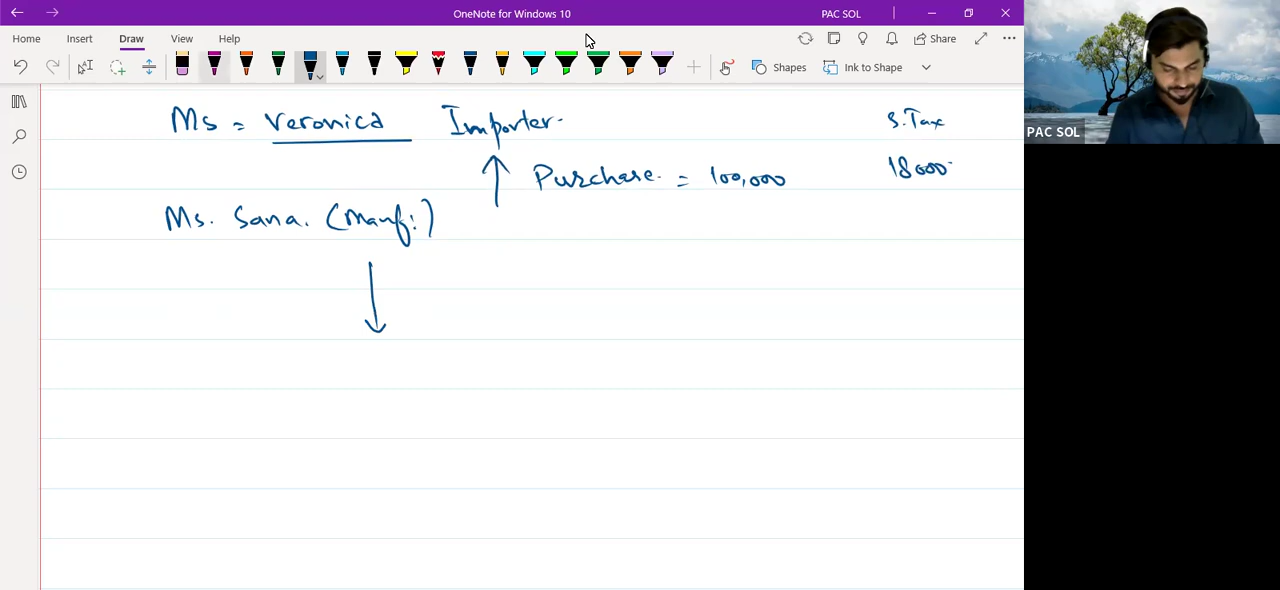 OneNote for Windows 10
PAC SOL
Home Insert Draw View Help
Share
Shapes
Ink to Shape
Ms = Veronica Importer.
S. Tax
PAC SOL
Purchase. = 100,000
18000
Ms. Sana. (Manf:)